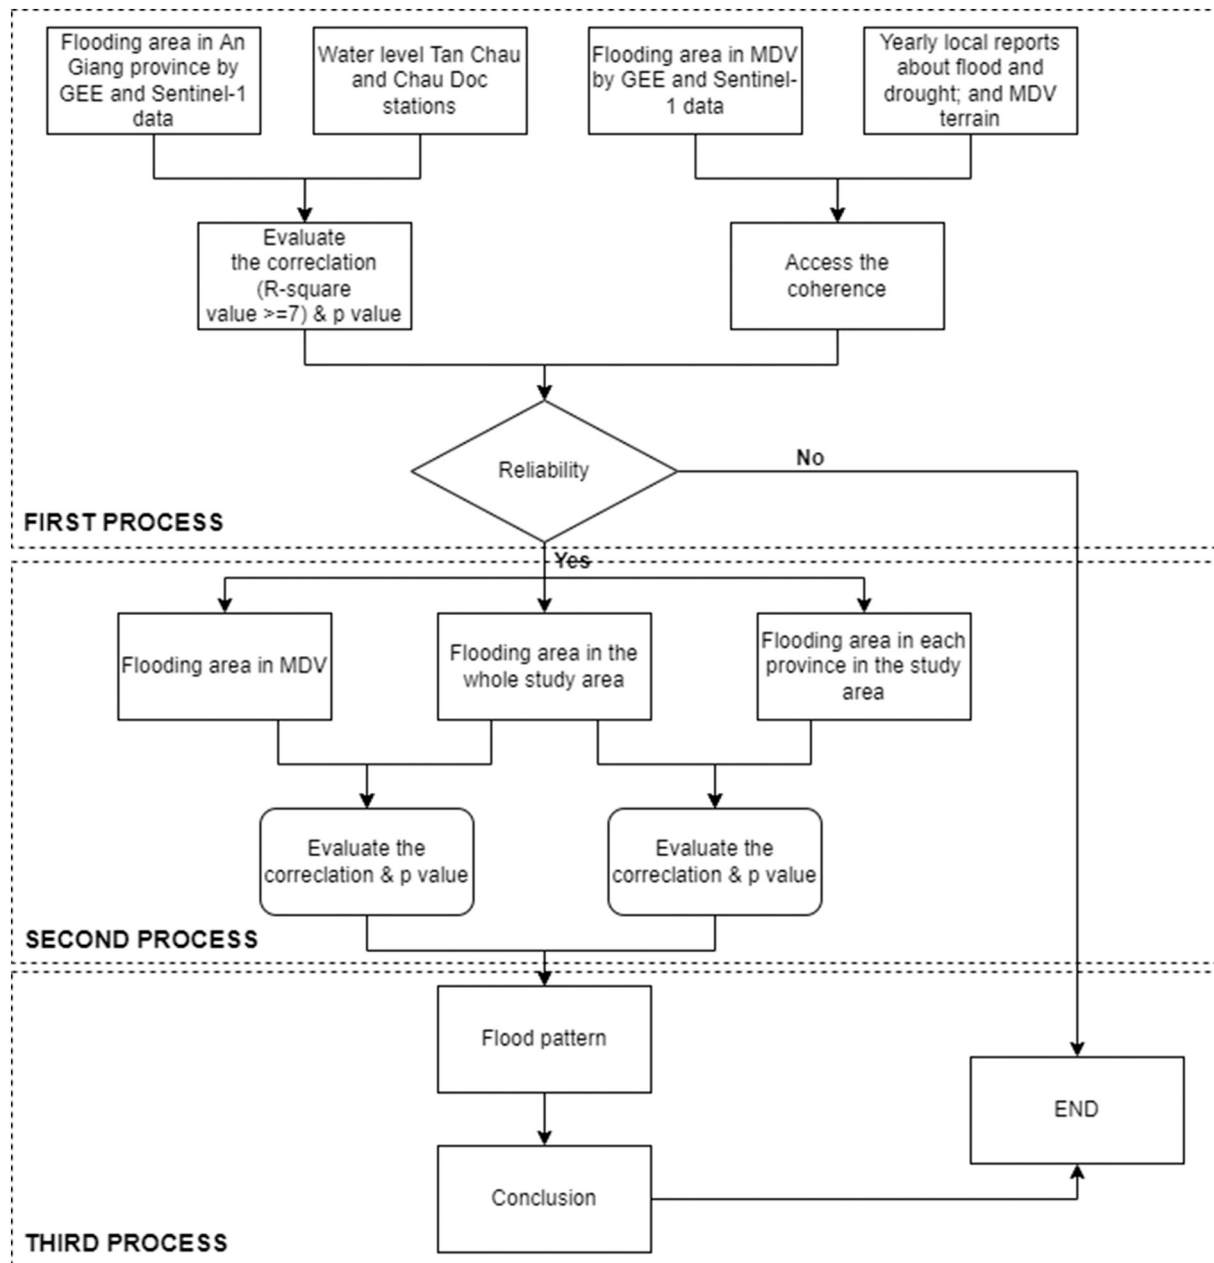 Flooding area in An
Giang province by
GEE and Sentinel-1
data
Water level Tan Chau
and Chau Doc
stations
Flooding area in MDV
by GEE and Sentinel-
1 data
Yearly local reports
about flood and
drought; and MDV
terrain
Evaluate
the correclation
(R-square
value >=7) & p value
Access the
coherence
Reliability
No
FIRST PROCESS
Yes
Flooding area in MDV
Flooding area in the
whole study area
Flooding area in each
province in the study
area
Evaluate the
correclation & p value
Evaluate the
correclation & p value
SECOND PROCESS
Flood pattern
END
Conclusion
THIRD PROCESS